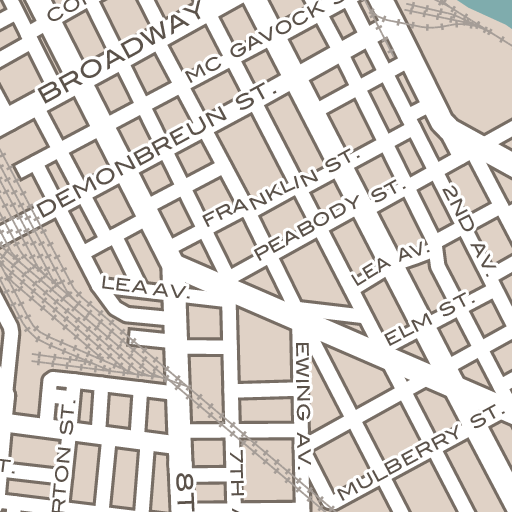 BROADWAY
MC GAVOCK S
DEMONBREUN ST.
FRANKLIN ST.
PEABODY ST.
2ND AV.
LEA AV.
LEA AV.
ELM ST.
EWING AV.
MULBERRY ST.
RTON ST.
7TH A
8T
T.
CO